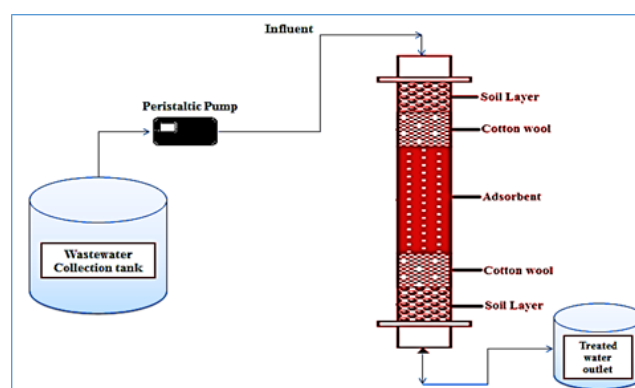 Influent
Peristaltic Pump
Soil Layer
Cotton wool
Adsorbent
Cotton wool
Soil Layer
Wastewater
Collection tank
Treated
water
outlet